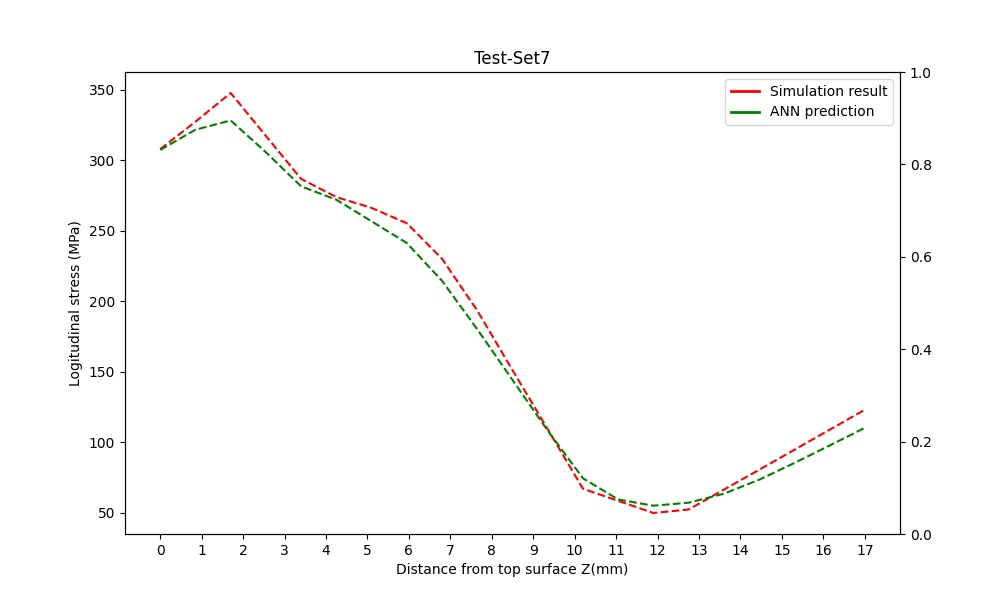 Test-Set7
Simulation result
ANN prediction
Logitudinal stress (MPa)
350
300
250
200
150
100
50
1.0
0.8
0.6
0.4
0.2
0.0
0 1 2 3 4 5 6 7 8 9 10 11 12 13 14 15 16 17
Distance from top surface Z(mm)